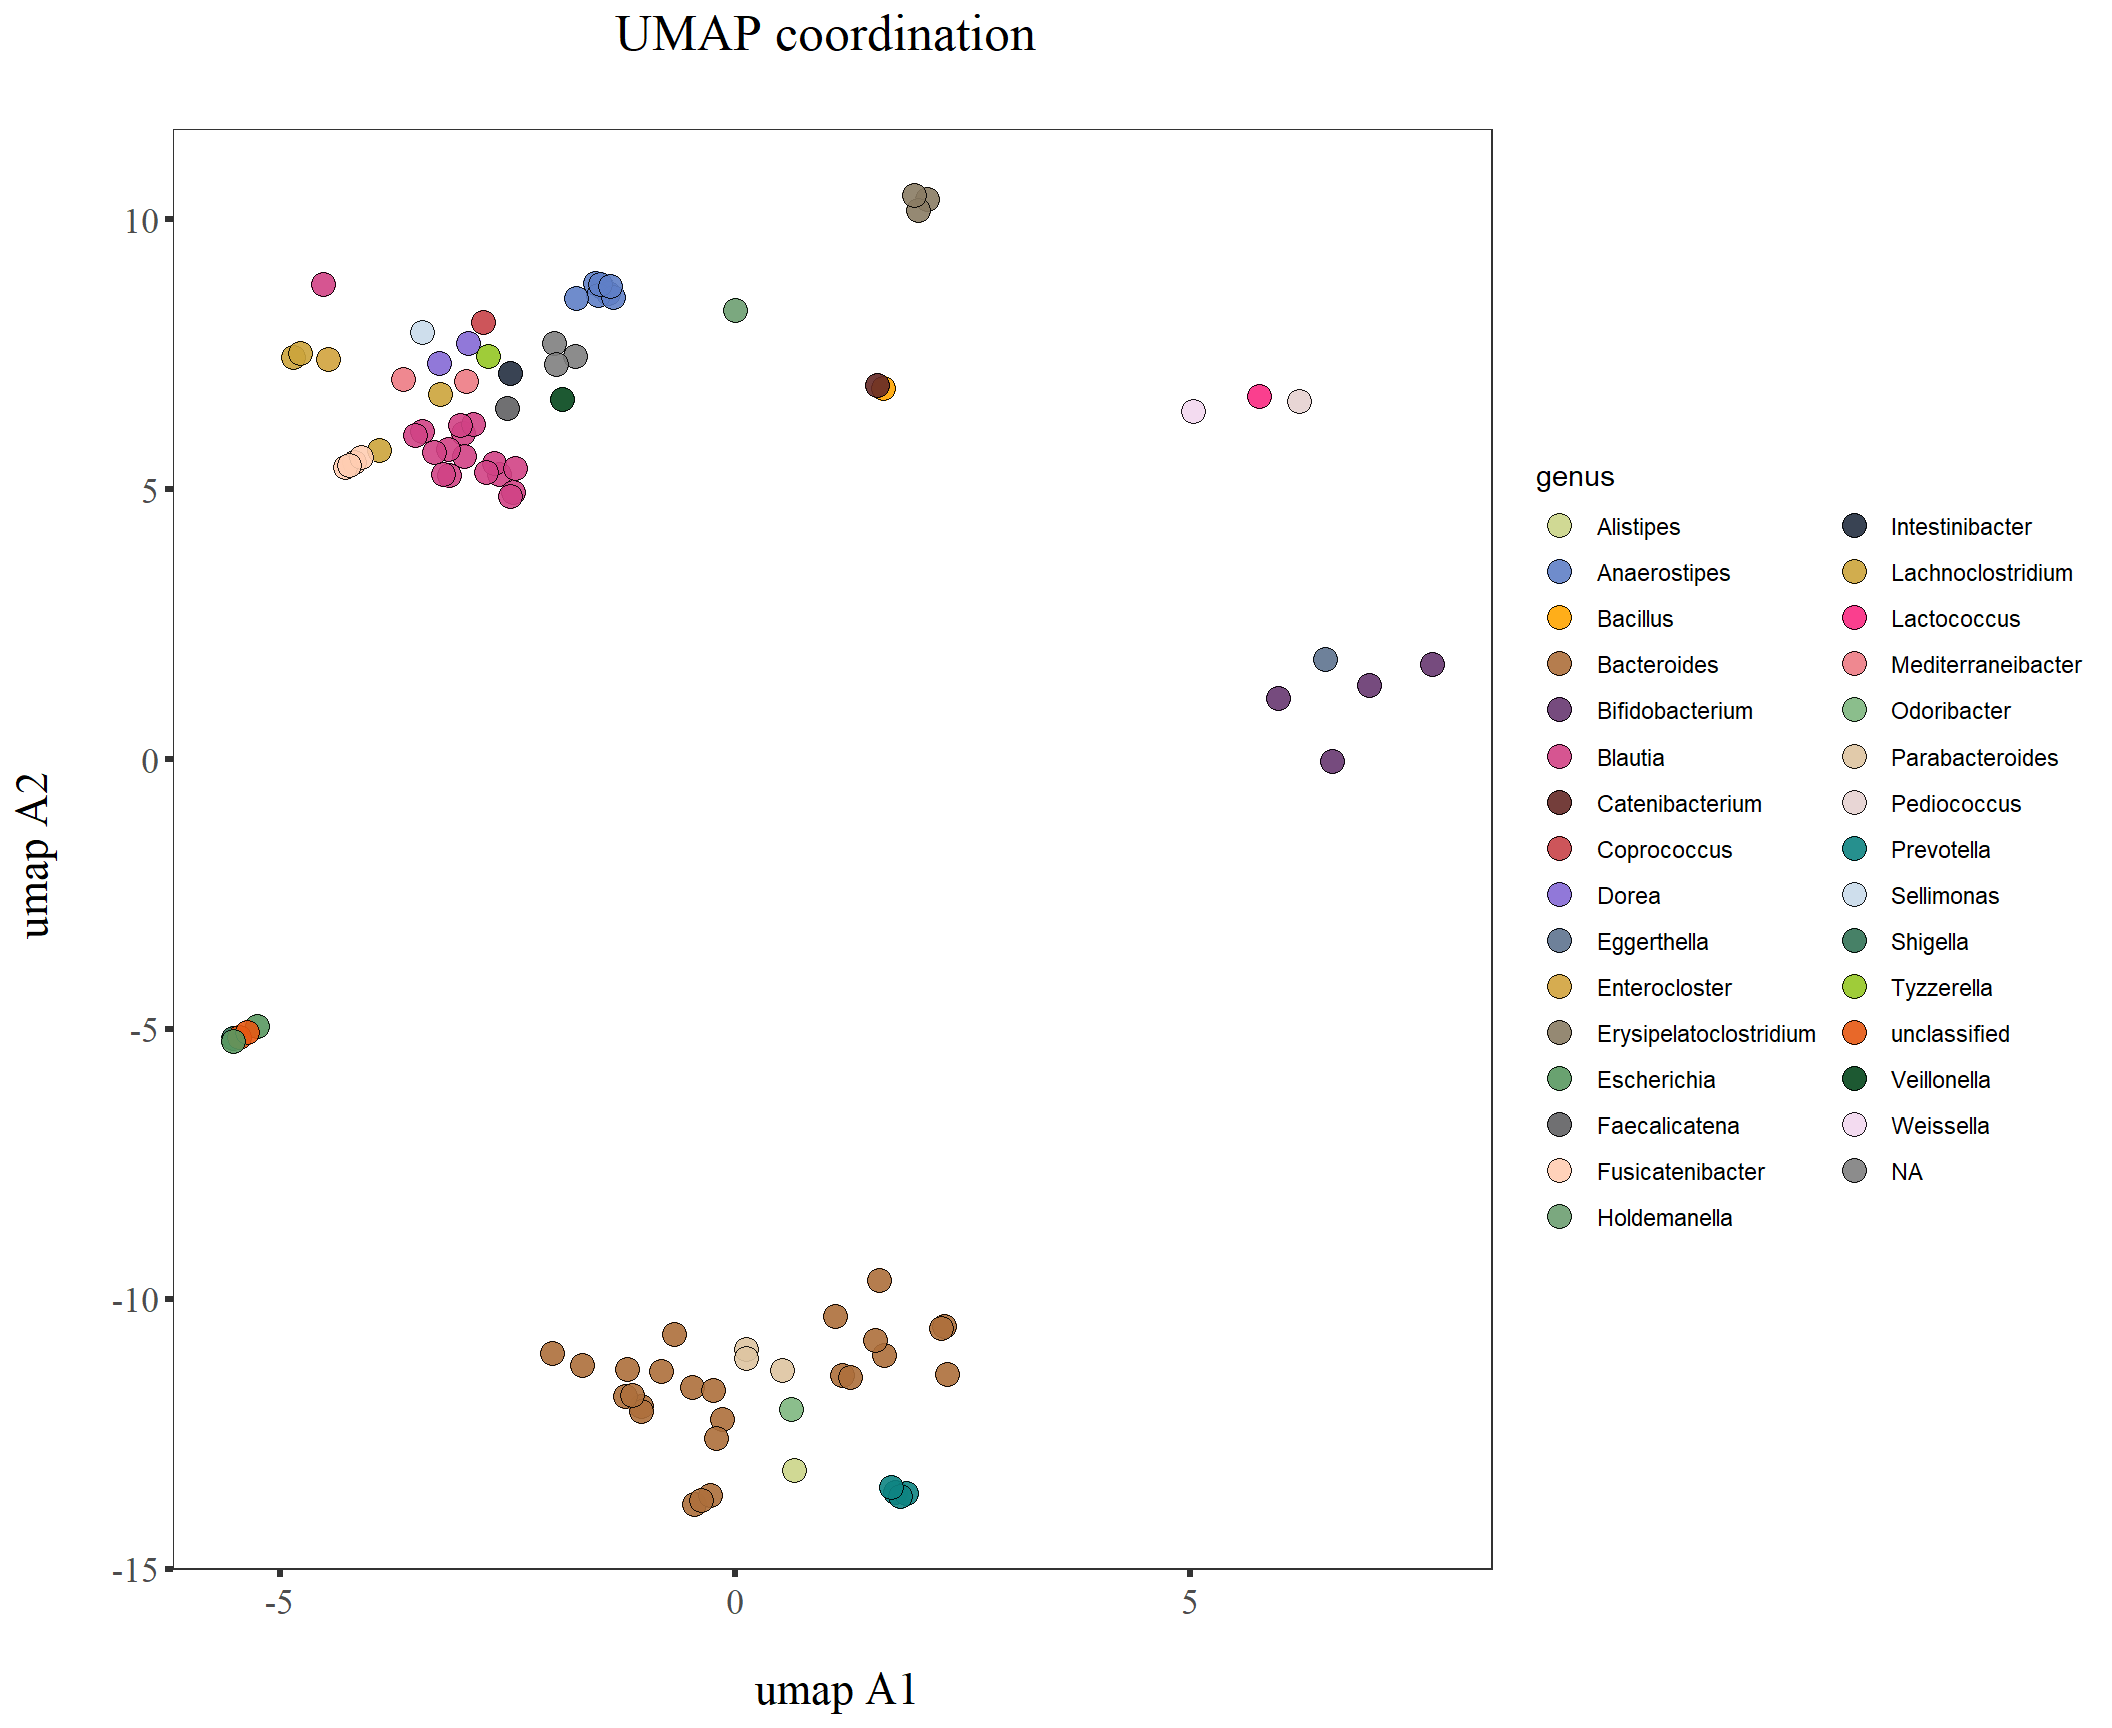 UMAP coordination
10
5
0
-5
-10
-15
umap A2
-5
0
5
umap A1
genus
Alistipes
Anaerostipes
Bacillus
Bacteroides
Bifidobacterium
Blautia
Catenibacterium
Coprococcus
Dorea
Eggerthella
Enterocloster
Erysipelatoclostridium
Escherichia
Faecalicatena
Fusicatenibacter
Holdemanella
Intestinibacter
Lachnoclostridium
Lactococcus
Mediterraneibacter
Odoribacter
Parabacteroides
Pediococcus
Prevotella
Sellimonas
Shigella
Tyzzerella
unclassified
Veillonella
Weissella
NA